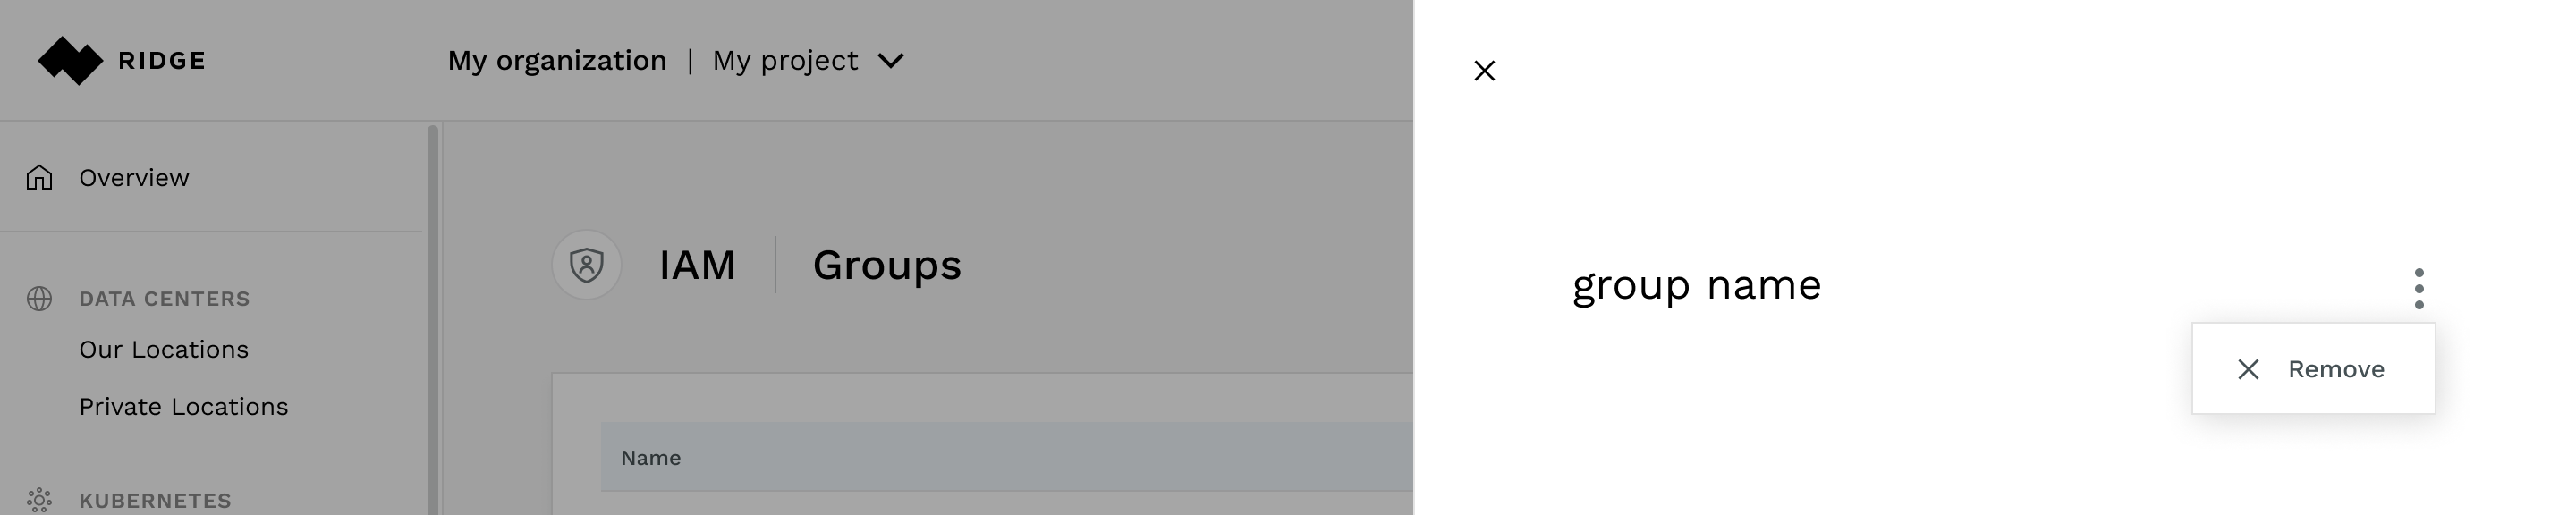 RIDGE
My organization | My project
Overview
IAM | Groups
DATA CENTERS
Our Locations
Private Locations
Name
KUBERNETES
group name
Remove